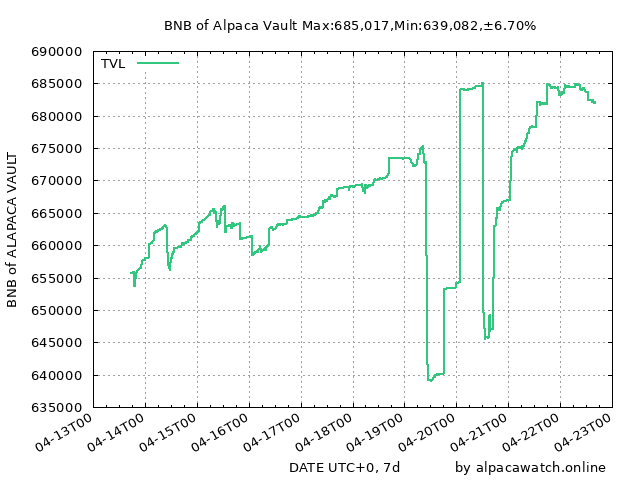 BNB of Alpaca Vault Max:685,017,Min:639,082,±6.70%
690000
TVL
685000
680000
675000
670000
665000
660000
655000
650000
645000
640000
635000
BNB of ALAPACA VAULT
04-13T00
04-14T00
04-15T00
04-16T00
04-17T00
04-18T00
04-19T00
04-20T00
04-21T00
04-22T00
04-23T00
DATE UTC+0, 7d
by alpacawatch.online